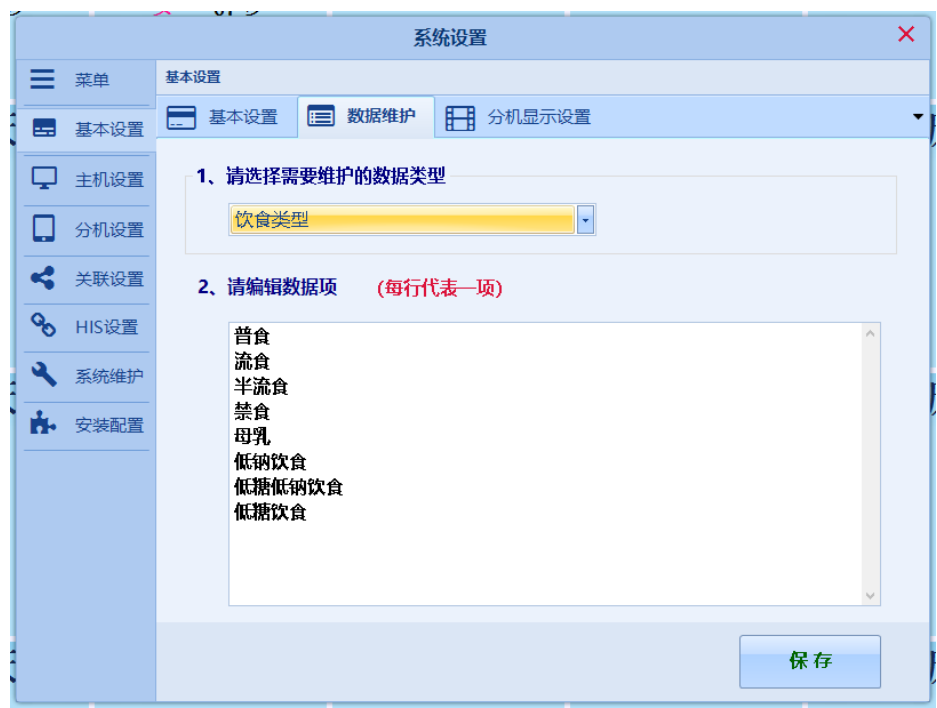 系统设置
菜单
基本设置
主机设置
分机设置
关联设置
HIS设置
系统维护
安装配置
基本设置
基本设置
数据维护
分机显示设置
1、请选择需要维护的数据类型
饮食类型
2、请编辑数据项 (每行代表一项)
普食
流食
半流食
禁食
母乳
低钠饮食
低糖低钠饮食
低糖饮食
保存